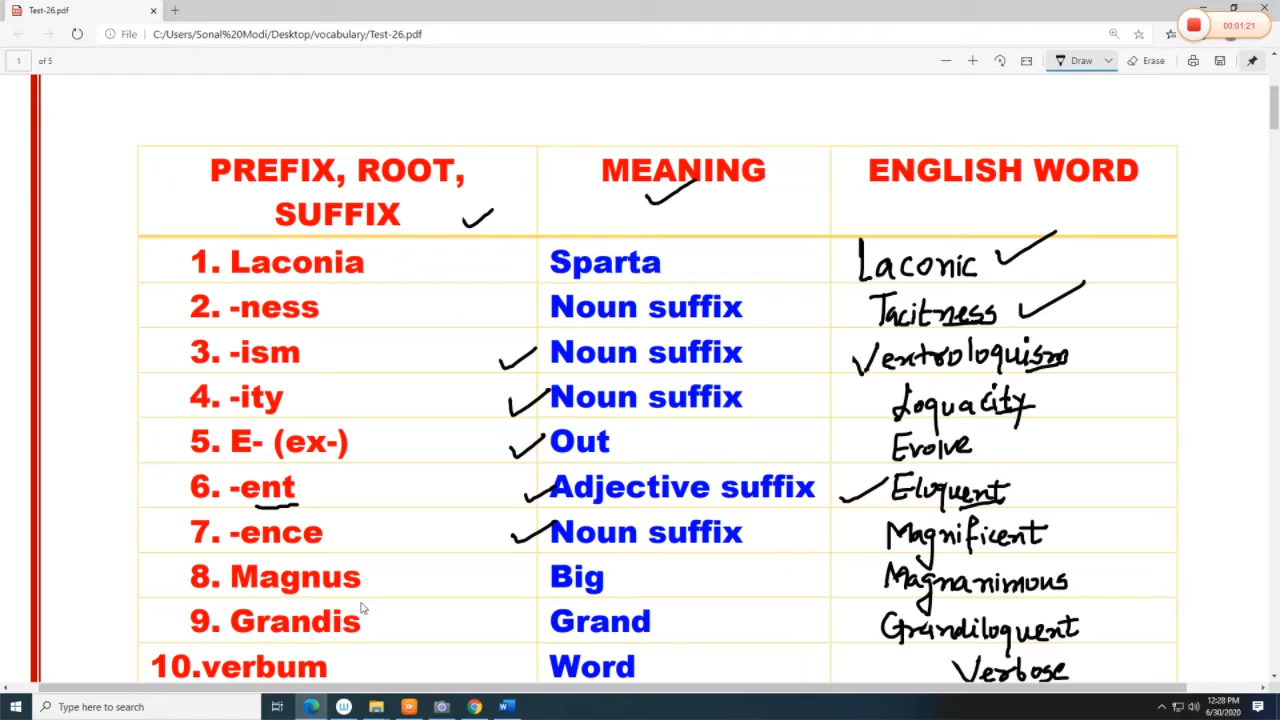 Test-26.pdf
00:01:21
File C:/Users/Sonal%20Modi/Desktop/vocabulary/Test-26.pdf
1 of 5 Draw Erase
PREFIX, ROOT, SUFFIX MEANING ENGLISH WORD
1. Laconia Sparta Laconic
2. -ness Noun suffix Tacitness
3. -ism Noun suffix Ventroloquism
4. -ity Noun suffix Loquacity
5. E- (ex-) Out Evolve
6. -ent Adjective suffix Eloquent
7. -ence Noun suffix Magnificent
8. Magnus Big Magnanimous
9. Grandis Grand Grandiloquent
10.verbum Word Verbose
Type here to search
12:28 PM
6/30/2020